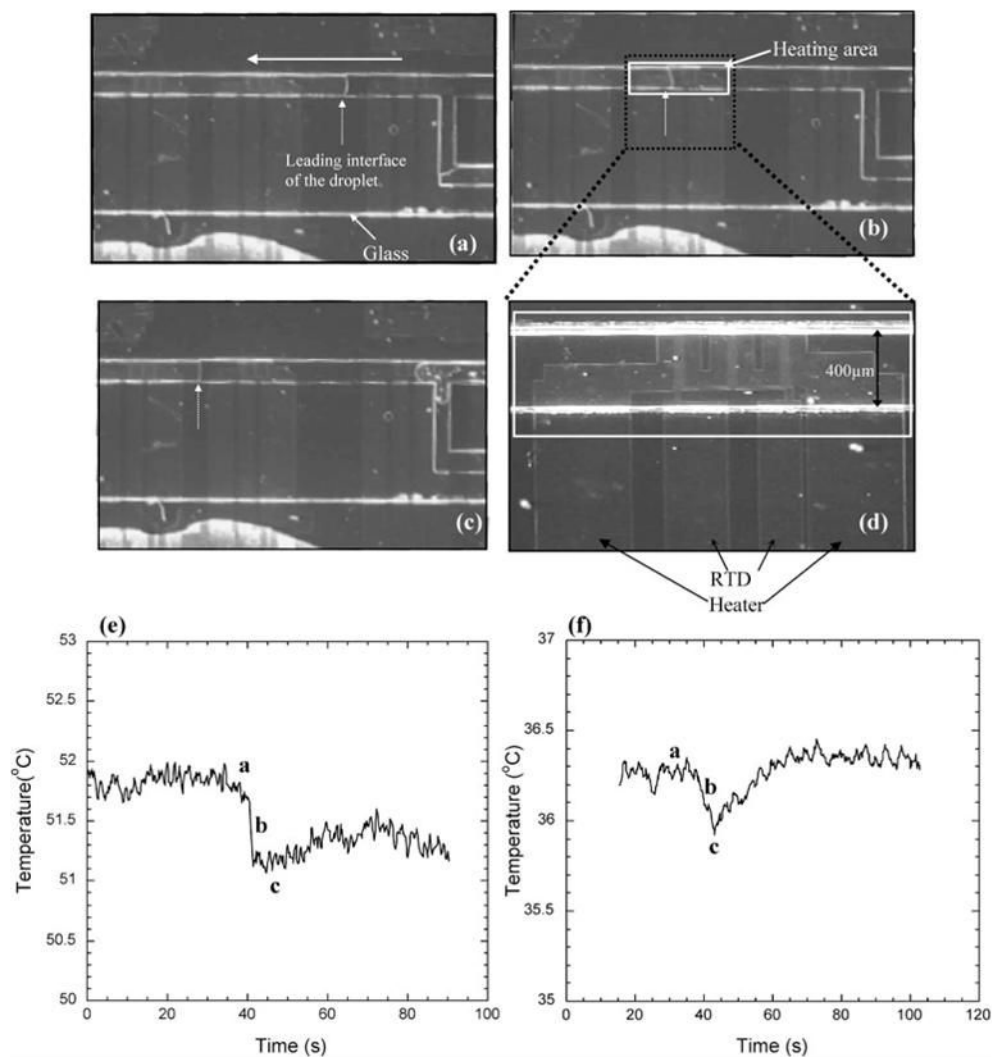 Leading interface
of the droplet
Glass
(a)
Heating area
(b)
(c)
400µm
(d)
RTD
Heater
(e)
53
52.5
52
51.5
51
50.5
50
Temperature(°C)
a
b
c
0 20 40 60 80 100
Time (s)
(f)
37
36.5
36
35.5
35
Temperature (°C)
a
b
c
0 20 40 60 80 100 120
Time (s)